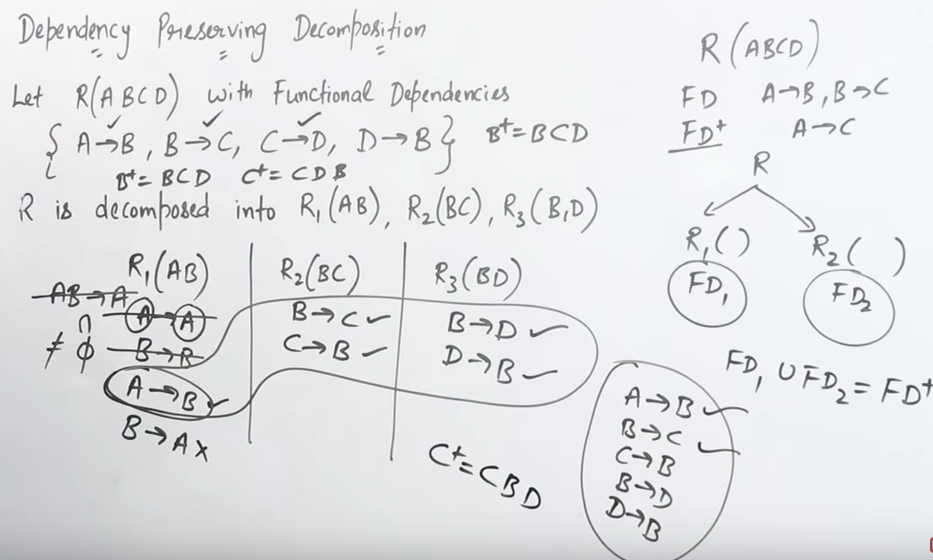 Dependency Preserving Decomposition
Let R(ABCD) with Functional Dependencies
{ A→B, B→C, C→D, D→B } B⁺=BCD
B⁺= BCD C⁺= CDB
R is decomposed into R₁(AB), R₂(BC), R₃(B,D)
R₁(AB)
AB→A
∩ A→A
≠ ϕ B→B
A→B ✓
B→A x
R₂(BC)
B→C ✓
C→B ✓
R₃(BD)
B→D ✓
D→B ✓
C⁺=CBD
A→B ✓
B→C ✓
C→B
B→D
D→B
R(ABCD)
FD A→B, B→C
FD⁺ A→C
R
R₁( ) R₂( )
FD₁ FD₂
FD₁ ∪ FD₂ = FD⁺